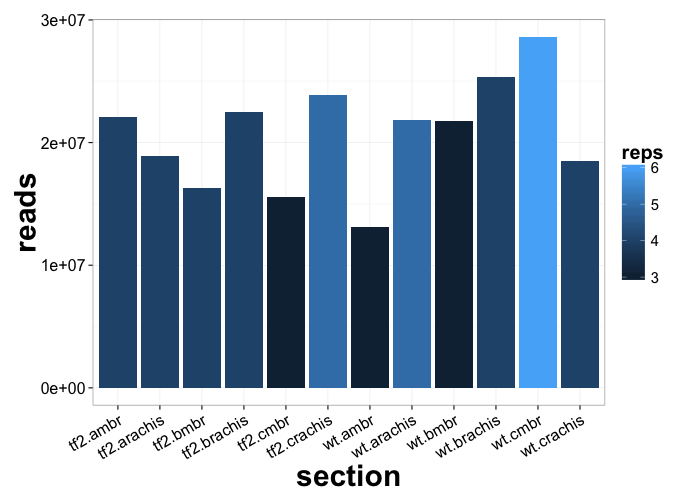 3e+07
2e+07
1e+07
0e+00
reads
tf2.ambr
tf2.arachis
tf2.bmbr
tf2.brachis
tf2.cmbr
tf2.crachis
wt.ambr
wt.arachis
wt.bmbr
wt.brachis
wt.cmbr
wt.crachis
section
reps
6
5
4
3